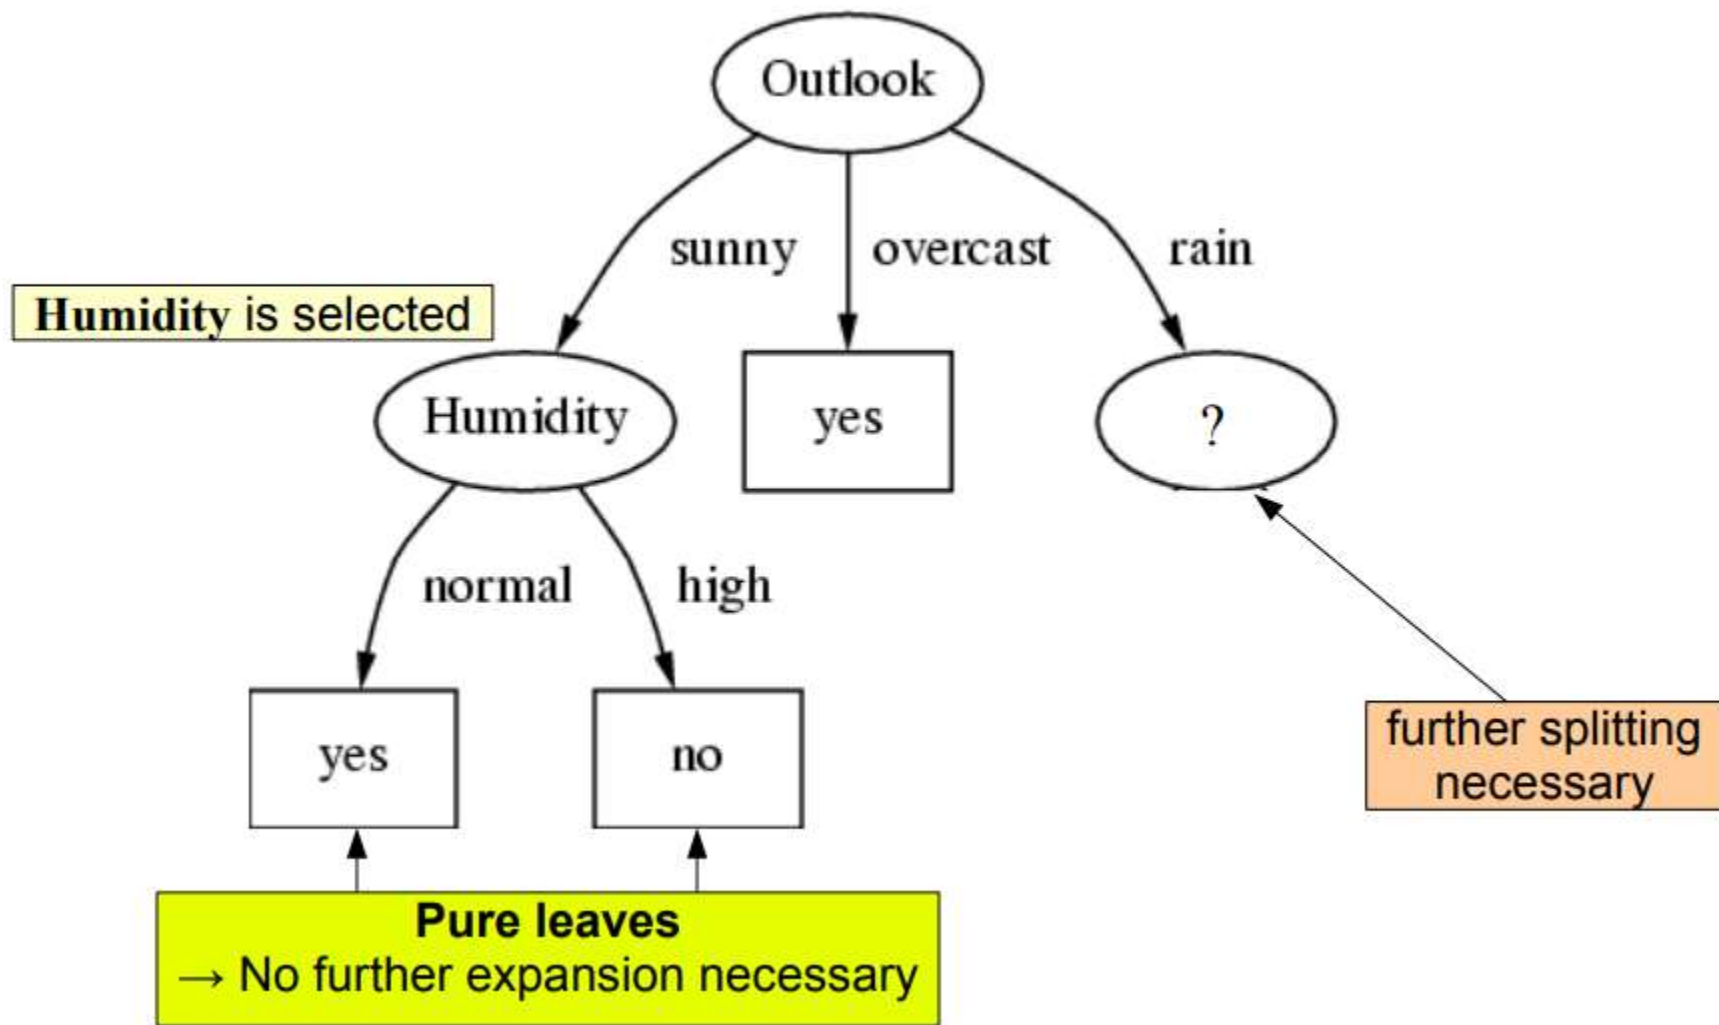 Outlook
sunny
overcast
rain
Humidity is selected
Humidity
yes
?
normal
high
yes
no
further splitting
necessary
Pure leaves
→ No further expansion necessary